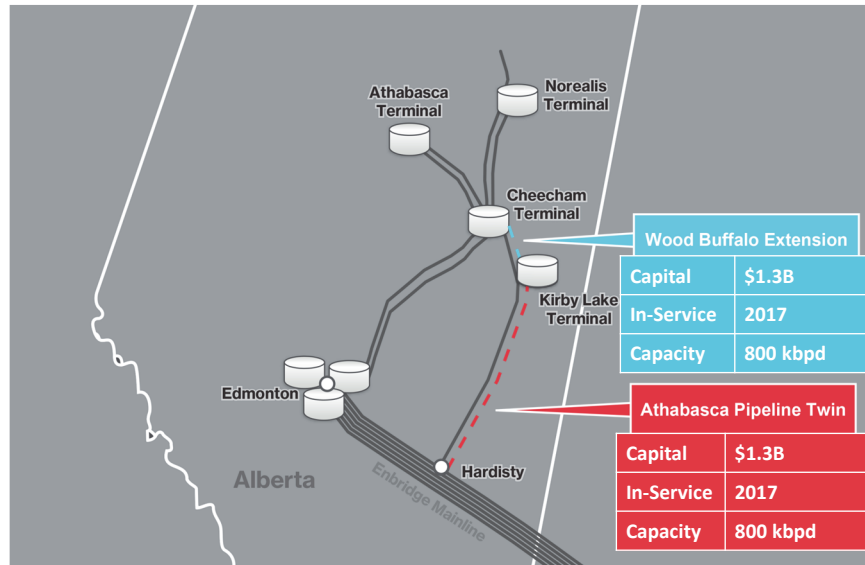 Athabasca
Terminal
Norealis
Terminal
Cheecham
Terminal
Wood Buffalo Extension
Capital $1.3B
In-Service 2017
Capacity 800 kbpd
Kirby Lake
Terminal
Edmonton
Athabasca Pipeline Twin
Capital $1.3B
In-Service 2017
Capacity 800 kbpd
Hardisty
Alberta
Enbridge Mainline